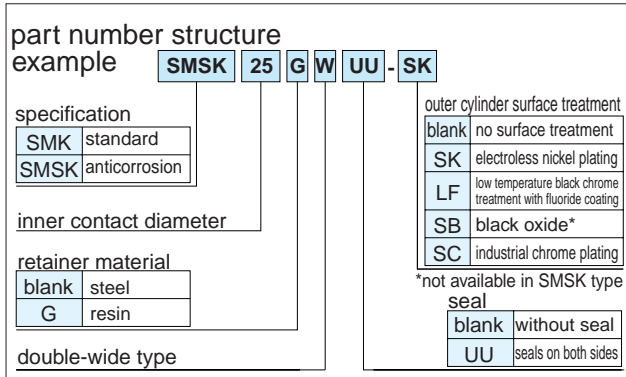 part number structure
example SMSK 25 G W UU - SK
specification
SMK standard
SMSK anticorrosion
inner contact diameter
retainer material
blank steel
G resin
double-wide type
outer cylinder surface treatment
blank no surface treatment
SK electroless nickel plating
LF low temperature black chrome
treatment with fluoride coating
SB black oxide*
SC industrial chrome plating
*not available in SMSK type
seal
blank without seal
UU seals on both sides